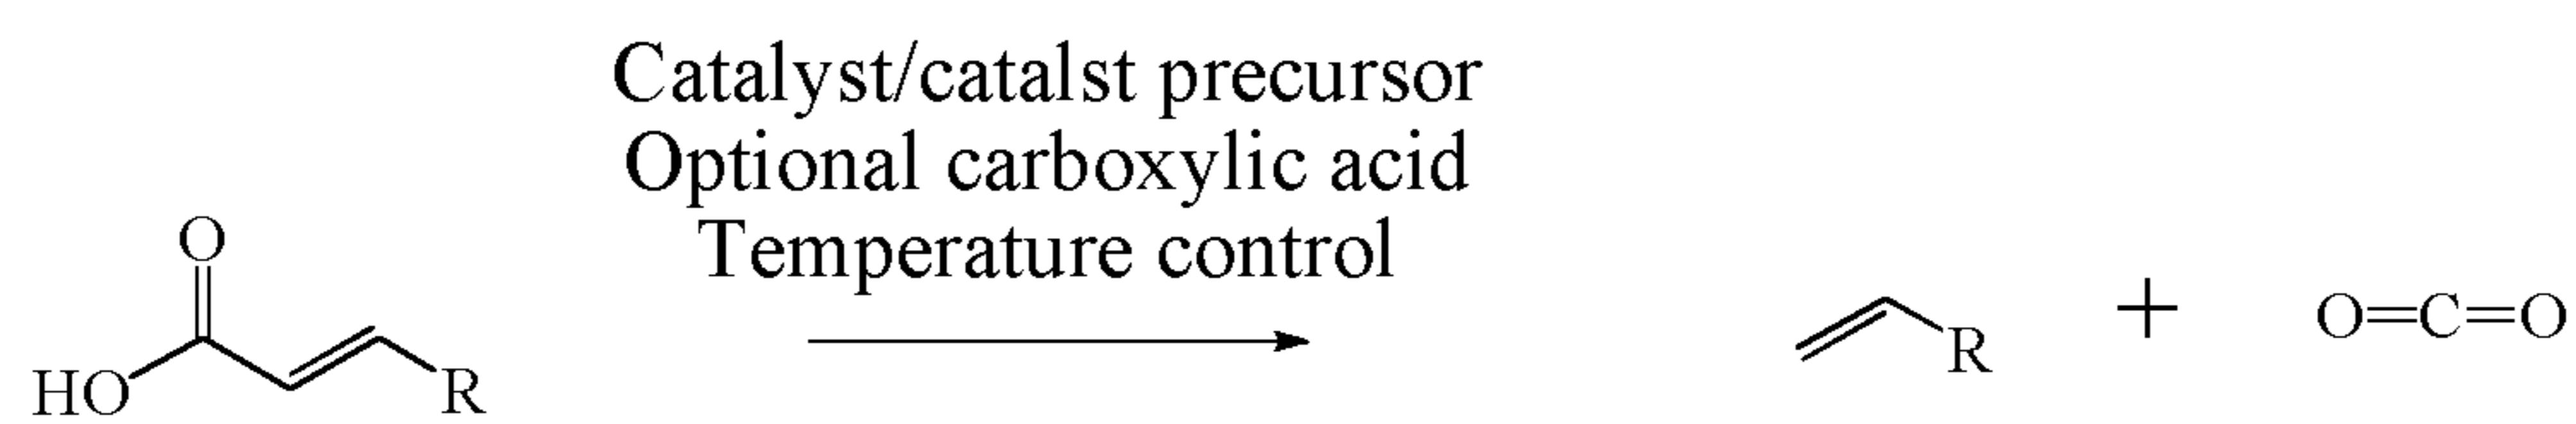 Catalyst/catalst precursor
Optional carboxylic acid
Temperature control
O
HO
R
R
+
O=C=O